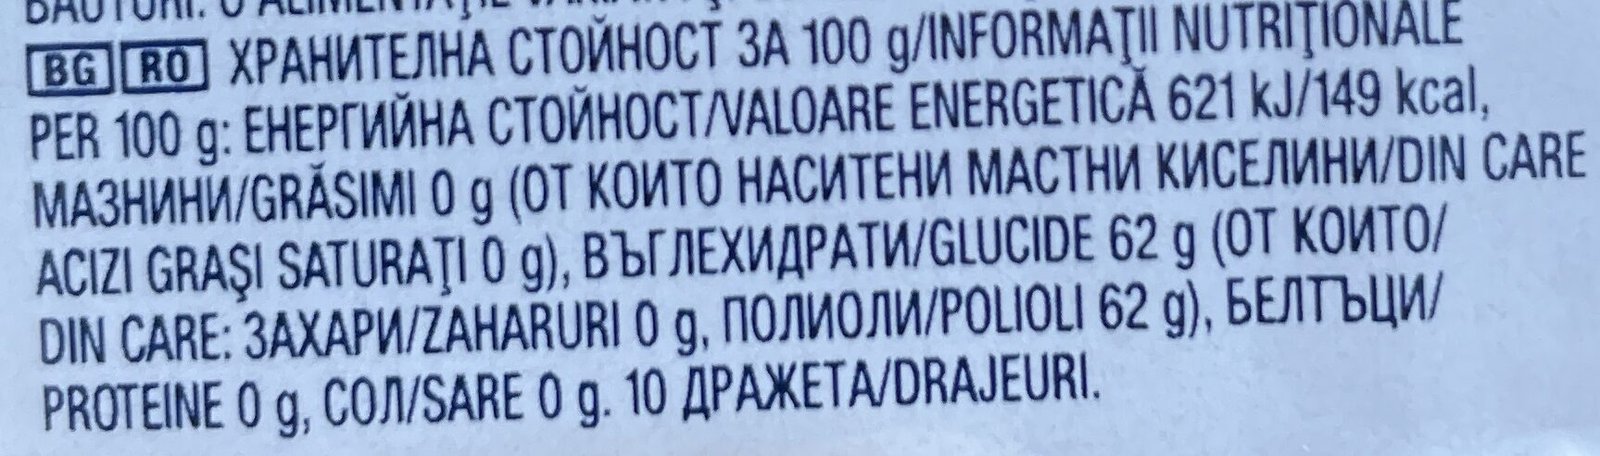 BG RO ХРАНИТЕЛНА СТОЙНОСТ ЗА 100 g/INFORMAŢII NUTRIŢIONALE
PER 100 g: ЕНЕРГИЙНА СТОЙНОСТ/VALOARE ENERGETICĂ 621 kJ/149 kcal,
МАЗНИНИ/GRĂSIMI 0 g (ОТ КОИТО НАСИТЕНИ МАСТНИ КИСЕЛИНИ/DIN CARE
ACIZI GRAŞI SATURAŢI 0 g), ВЪГЛЕХИДРАТИ/GLUCIDE 62 g (ОТ КОИТО/
DIN CARE: ЗАХАРИ/ZAHARURI 0 g, ПОЛИОЛИ/POLIOLI 62 g), БЕЛТЪЦИ/
PROTEINE 0 g, СОЛ/SARE 0 g. 10 ДРАЖЕТА/DRAJEURI.